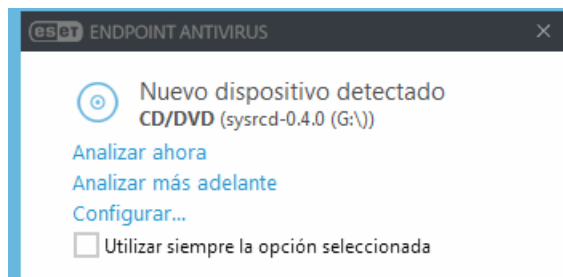 eset ENDPOINT ANTIVIRUS
Nuevo dispositivo detectado
CD/DVD (sysrcd-0.4.0 (G:\))
Analizar ahora
Analizar más adelante
Configurar...
Utilizar siempre la opción seleccionada